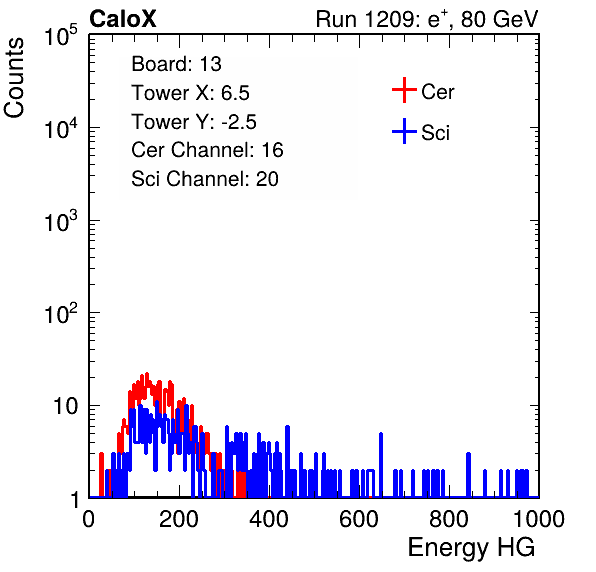 CaloX Run 1209: e⁺, 80 GeV
Counts
10⁵
10⁴
10³
10²
10
1
Board: 13
Tower X: 6.5
Tower Y: -2.5
Cer Channel: 16
Sci Channel: 20
Cer
Sci
0 200 400 600 800 1000
Energy HG